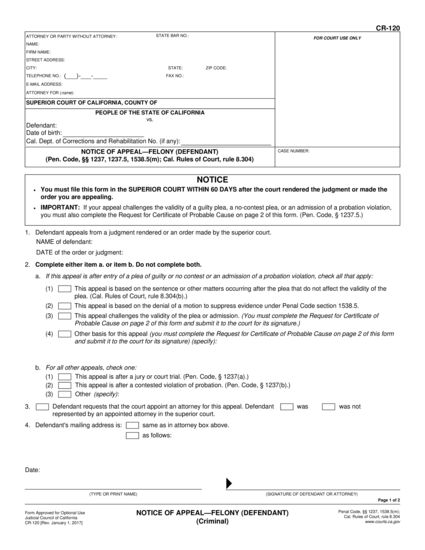 CR-120
ATTORNEY OR PARTY WITHOUT ATTORNEY: STATE BAR NO.:
FOR COURT USE ONLY
NAME:
FIRM NAME:
STREET ADDRESS:
CITY: STATE: ZIP CODE:
TELEPHONE NO.: (____)-____-______ FAX NO.:
E-MAIL ADDRESS:
ATTORNEY FOR (name):
SUPERIOR COURT OF CALIFORNIA, COUNTY OF
PEOPLE OF THE STATE OF CALIFORNIA
vs.
Defendant:
Date of birth:
Cal. Dept. of Corrections and Rehabilitation No. (if any):
NOTICE OF APPEAL—FELONY (DEFENDANT)
(Pen. Code, §§ 1237, 1237.5, 1538.5(m); Cal. Rules of Court, rule 8.304)
CASE NUMBER:
NOTICE
• You must file this form in the SUPERIOR COURT WITHIN 60 DAYS after the court rendered the judgment or made the
order you are appealing.
• IMPORTANT: If your appeal challenges the validity of a guilty plea, a no-contest plea, or an admission of a probation violation,
you must also complete the Request for Certificate of Probable Cause on page 2 of this form. (Pen. Code, § 1237.5.)
1. Defendant appeals from a judgment rendered or an order made by the superior court.
NAME of defendant:
DATE of the order or judgment:
2. Complete either item a. or item b. Do not complete both.
a. If this appeal is after entry of a plea of guilty or no contest or an admission of a probation violation, check all that apply:
(1) This appeal is based on the sentence or other matters occurring after the plea that do not affect the validity of the
plea. (Cal. Rules of Court, rule 8.304(b).)
(2) This appeal is based on the denial of a motion to suppress evidence under Penal Code section 1538.5.
(3) This appeal challenges the validity of the plea or admission. (You must complete the Request for Certificate of
Probable Cause on page 2 of this form and submit it to the court for its signature.)
(4) Other basis for this appeal (you must complete the Request for Certificate of Probable Cause on page 2 of this form
and submit it to the court for its signature) (specify):
b. For all other appeals, check one:
(1) This appeal is after a jury or court trial. (Pen. Code, § 1237(a).)
(2) This appeal is after a contested violation of probation. (Pen. Code, § 1237(b).)
(3) Other (specify):
3. Defendant requests that the court appoint an attorney for this appeal. Defendant was was not
represented by an appointed attorney in the superior court.
4. Defendant's mailing address is: same as in attorney box above.
as follows:
Date:
(TYPE OR PRINT NAME) (SIGNATURE OF DEFENDANT OR ATTORNEY)
Page 1 of 2
Form Approved for Optional Use
Judicial Council of California
CR-120 [Rev. January 1, 2017]
NOTICE OF APPEAL—FELONY (DEFENDANT)
(Criminal)
Penal Code, §§ 1237, 1538.5(m);
Cal. Rules of Court, rule 8.304
www.courts.ca.gov